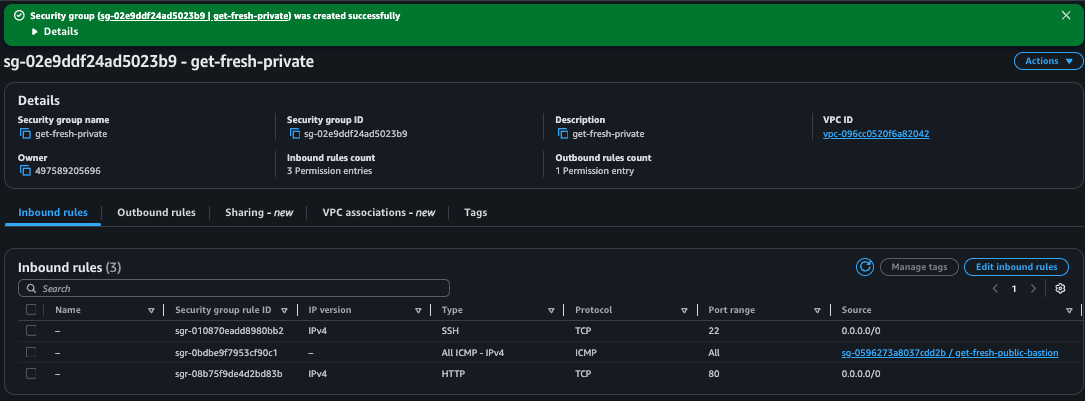 Security group (sg-02e9ddf24ad5023b9 | get-fresh-private) was created successfully
Details
sg-02e9ddf24ad5023b9 - get-fresh-private
Actions
Details
Security group name
get-fresh-private
Security group ID
sg-02e9ddf24ad5023b9
Description
get-fresh-private
VPC ID
vpc-096cc0520f6a82042
Owner
497589205696
Inbound rules count
3 Permission entries
Outbound rules count
1 Permission entry
Inbound rules Outbound rules Sharing - new VPC associations - new Tags
Inbound rules (3)
Manage tags
Edit inbound rules
Search
1
Name Security group rule ID IP version Type Protocol Port range Source
– sgr-010870eadd8980bb2 IPv4 SSH TCP 22 0.0.0.0/0
– sgr-0bdbe9f7953cf90c1 – All ICMP - IPv4 ICMP All sg-0596273a8037cdd2b / get-fresh-public-bastion
– sgr-08b75f9de4d2bd83b IPv4 HTTP TCP 80 0.0.0.0/0